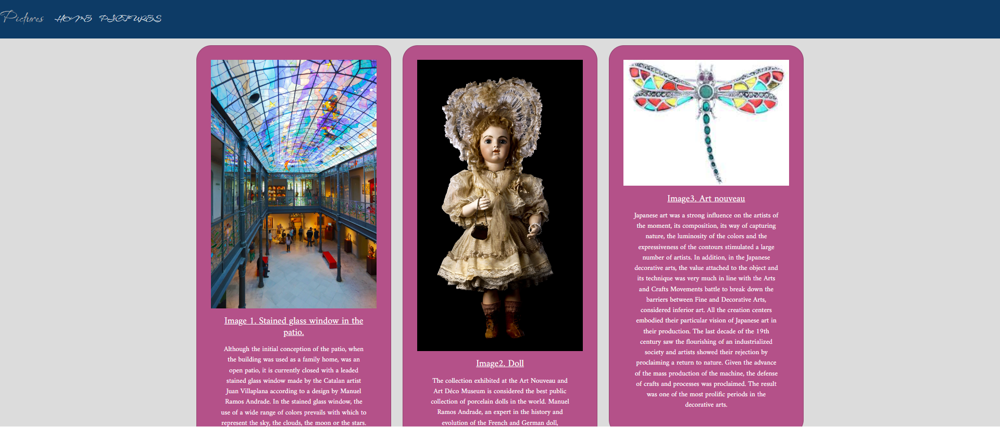 Pictures HOME PICTURES
Image 1. Stained glass window in the
patio.
Although the initial conception of the patio, when
the building was used as a family home, was an
open patio, it is currently closed with a leaded
stained glass window made by the Catalan artist
Juan Villaplana according to a design by Manuel
Ramos Andrade. In the stained glass window, the
use of a wide range of colors prevails with which to
represent the sky, the clouds, the moon or the stars.
Image2. Doll
The collection exhibited at the Art Nouveau and
Art Déco Museum is considered the best public
collection of porcelain dolls in the world. Manuel
Ramos Andrade, an expert in the history and
evolution of the French and German doll,
Image3. Art nouveau
Japanese art was a strong influence on the artists of
the moment, its composition, its way of capturing
nature, the luminosity of the colors and the
expressiveness of the contours stimulated a large
number of artists. In addition, in the Japanese
decorative arts, the value attached to the object and
its technique was very much in line with the Arts
and Crafts Movements battle to break down the
barriers between Fine and Decorative Arts,
considered inferior art. All the creation centers
embodied their particular vision of Japanese art in
their production. The last decade of the 19th
century saw the flourishing of an industrialized
society and artists showed their rejection by
proclaiming a return to nature. Given the advance
of the mass production of the machine, the defense
of crafts and processes was proclaimed. The result
was one of the most prolific periods in the
decorative arts.